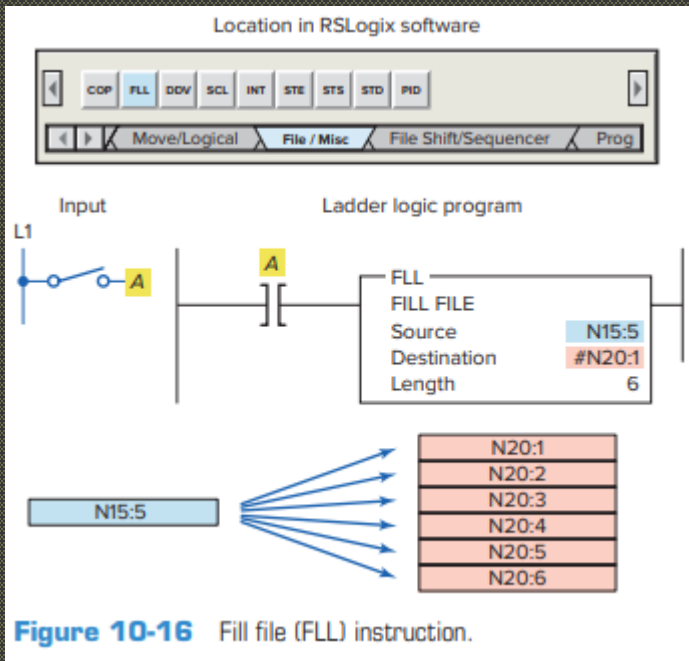 Location in RSLogix software
COP FLL DDV SCL INT STE STS STD PID
Move/Logical File / Misc File Shift/Sequencer Prog
Input Ladder logic program
L1
A
A
FLL
FILL FILE
Source N15:5
Destination #N20:1
Length 6
N15:5
N20:1
N20:2
N20:3
N20:4
N20:5
N20:6
Figure 10-16 Fill file (FLL) instruction.